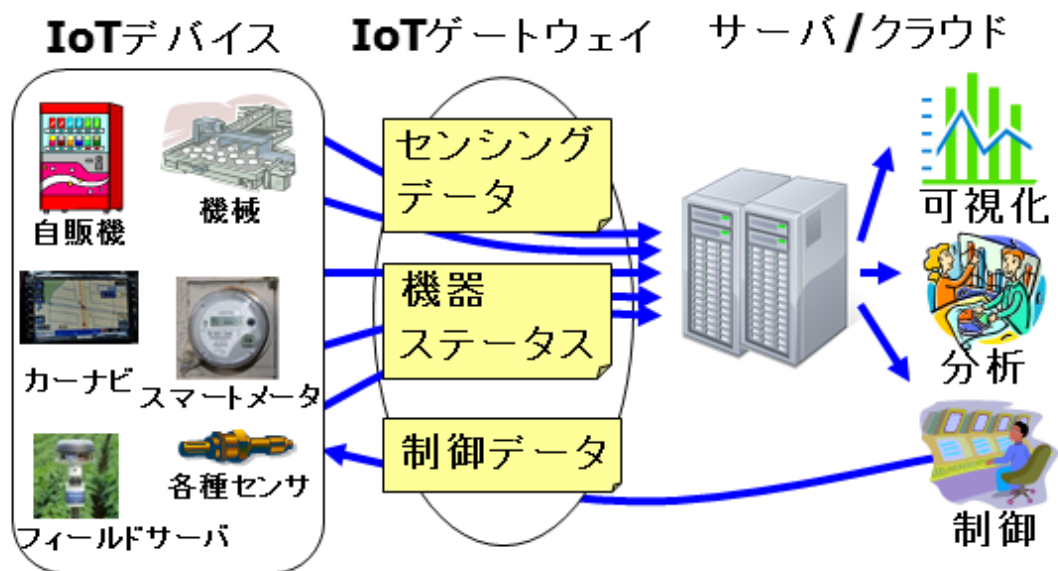 IoTデバイス
IoTゲートウェイ
サーバ/クラウド
自販機
機械
カーナビ
スマートメータ
フィールドサーバ
各種センサ
センシング
データ
機器
ステータス
制御データ
可視化
分析
制御